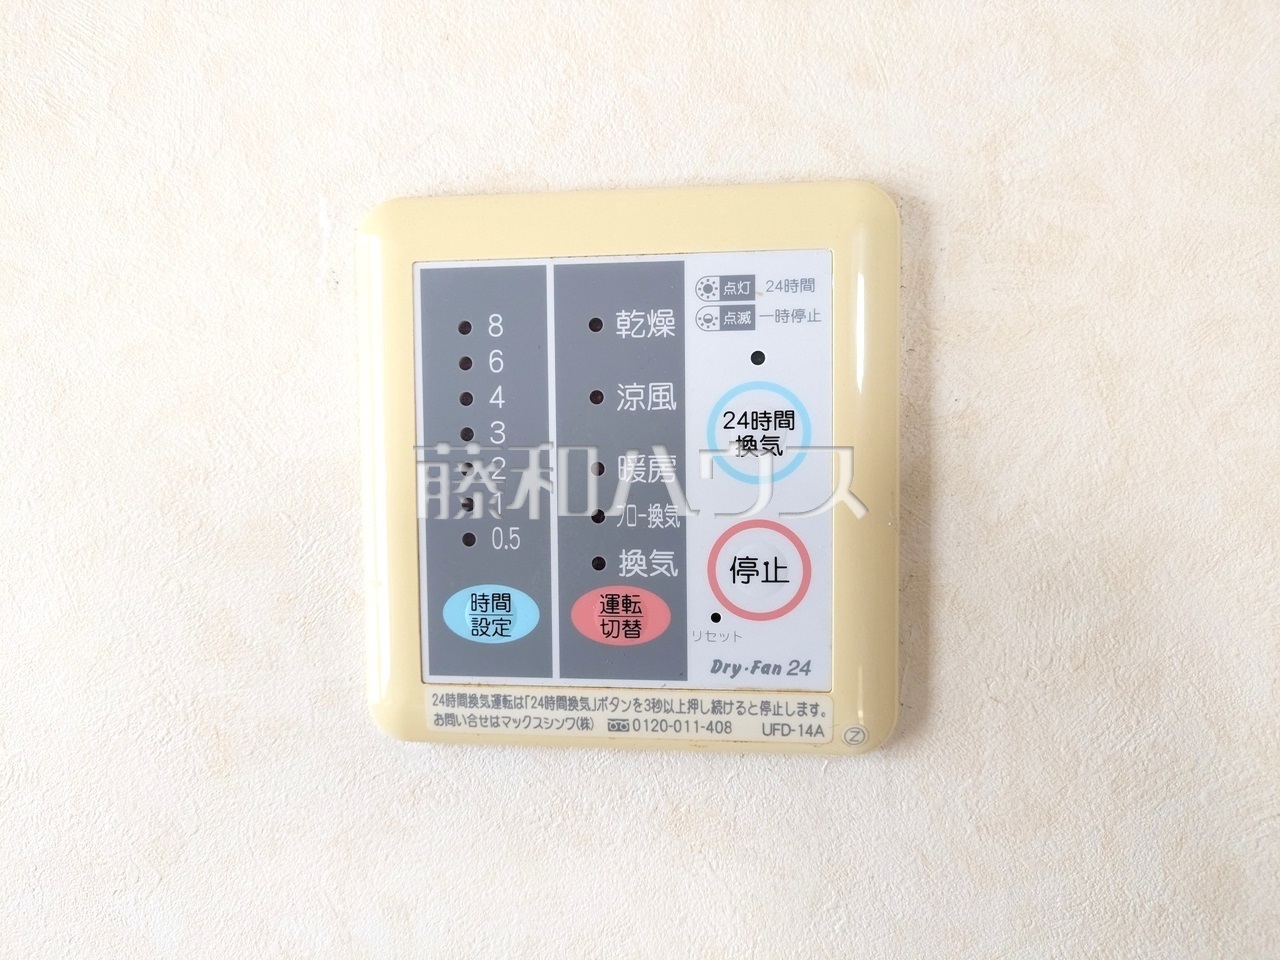 8
6
4
3
2
1
0.5
時間
設定
乾燥
涼風
暖房
ﾌﾛｰ換気
換気
運転
切替
点灯 24時間
点滅 一時停止
24時間
換気
停止
リセット
Dry・Fan 24
24時間換気運転は「24時間換気」ボタンを3秒以上押し続けると停止します。
お問い合せはマックスシンワ(株) 0120-011-408 UFD-14A
Z
藤和ハウス